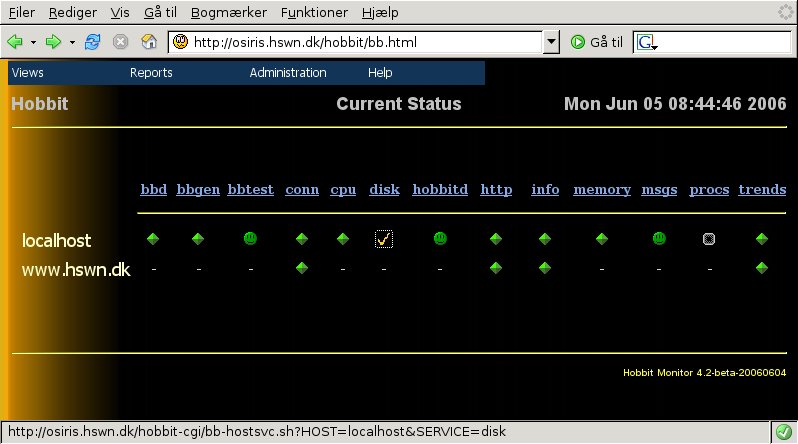 Filer Rediger Vis Gå til Bogmærker Funktioner Hjælp
http://osiris.hswn.dk/hobbit/bb.html Gå til G
Views Reports Administration Help
Hobbit Current Status Mon Jun 05 08:44:46 2006
bbd bbgen bbtest conn cpu disk hobbitd http info memory msgs procs trends
localhost
www.hswn.dk - - - - - - - - - -
Hobbit Monitor 4.2-beta-20060604
http://osiris.hswn.dk/hobbit-cgi/bb-hostsvc.sh?HOST=localhost&SERVICE=disk